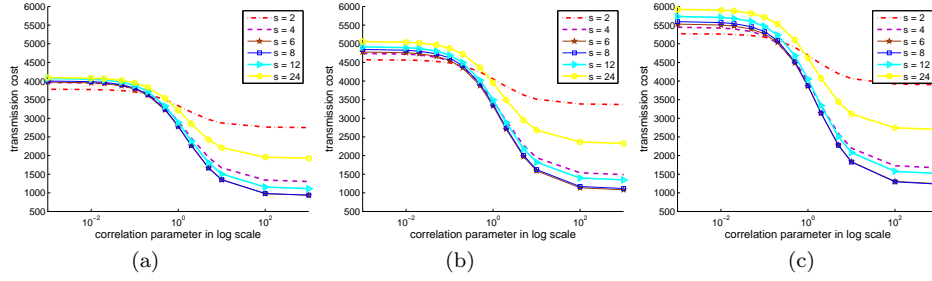 6000
5500
5000
4500
4000
3500
3000
2500
2000
1500
1000
500
transmission cost
10^-2
10^0
10^2
correlation parameter in log scale
s = 2
s = 4
s = 6
s = 8
s = 12
s = 24
(a)
6000
5500
5000
4500
4000
3500
3000
2500
2000
1500
1000
500
transmission cost
10^-2
10^0
10^2
correlation parameter in log scale
s = 2
s = 4
s = 6
s = 8
s = 12
s = 24
(b)
6000
5500
5000
4500
4000
3500
3000
2500
2000
1500
1000
500
transmission cost
10^-2
10^0
10^2
correlation parameter in log scale
s = 2
s = 4
s = 6
s = 8
s = 12
s = 24
(c)